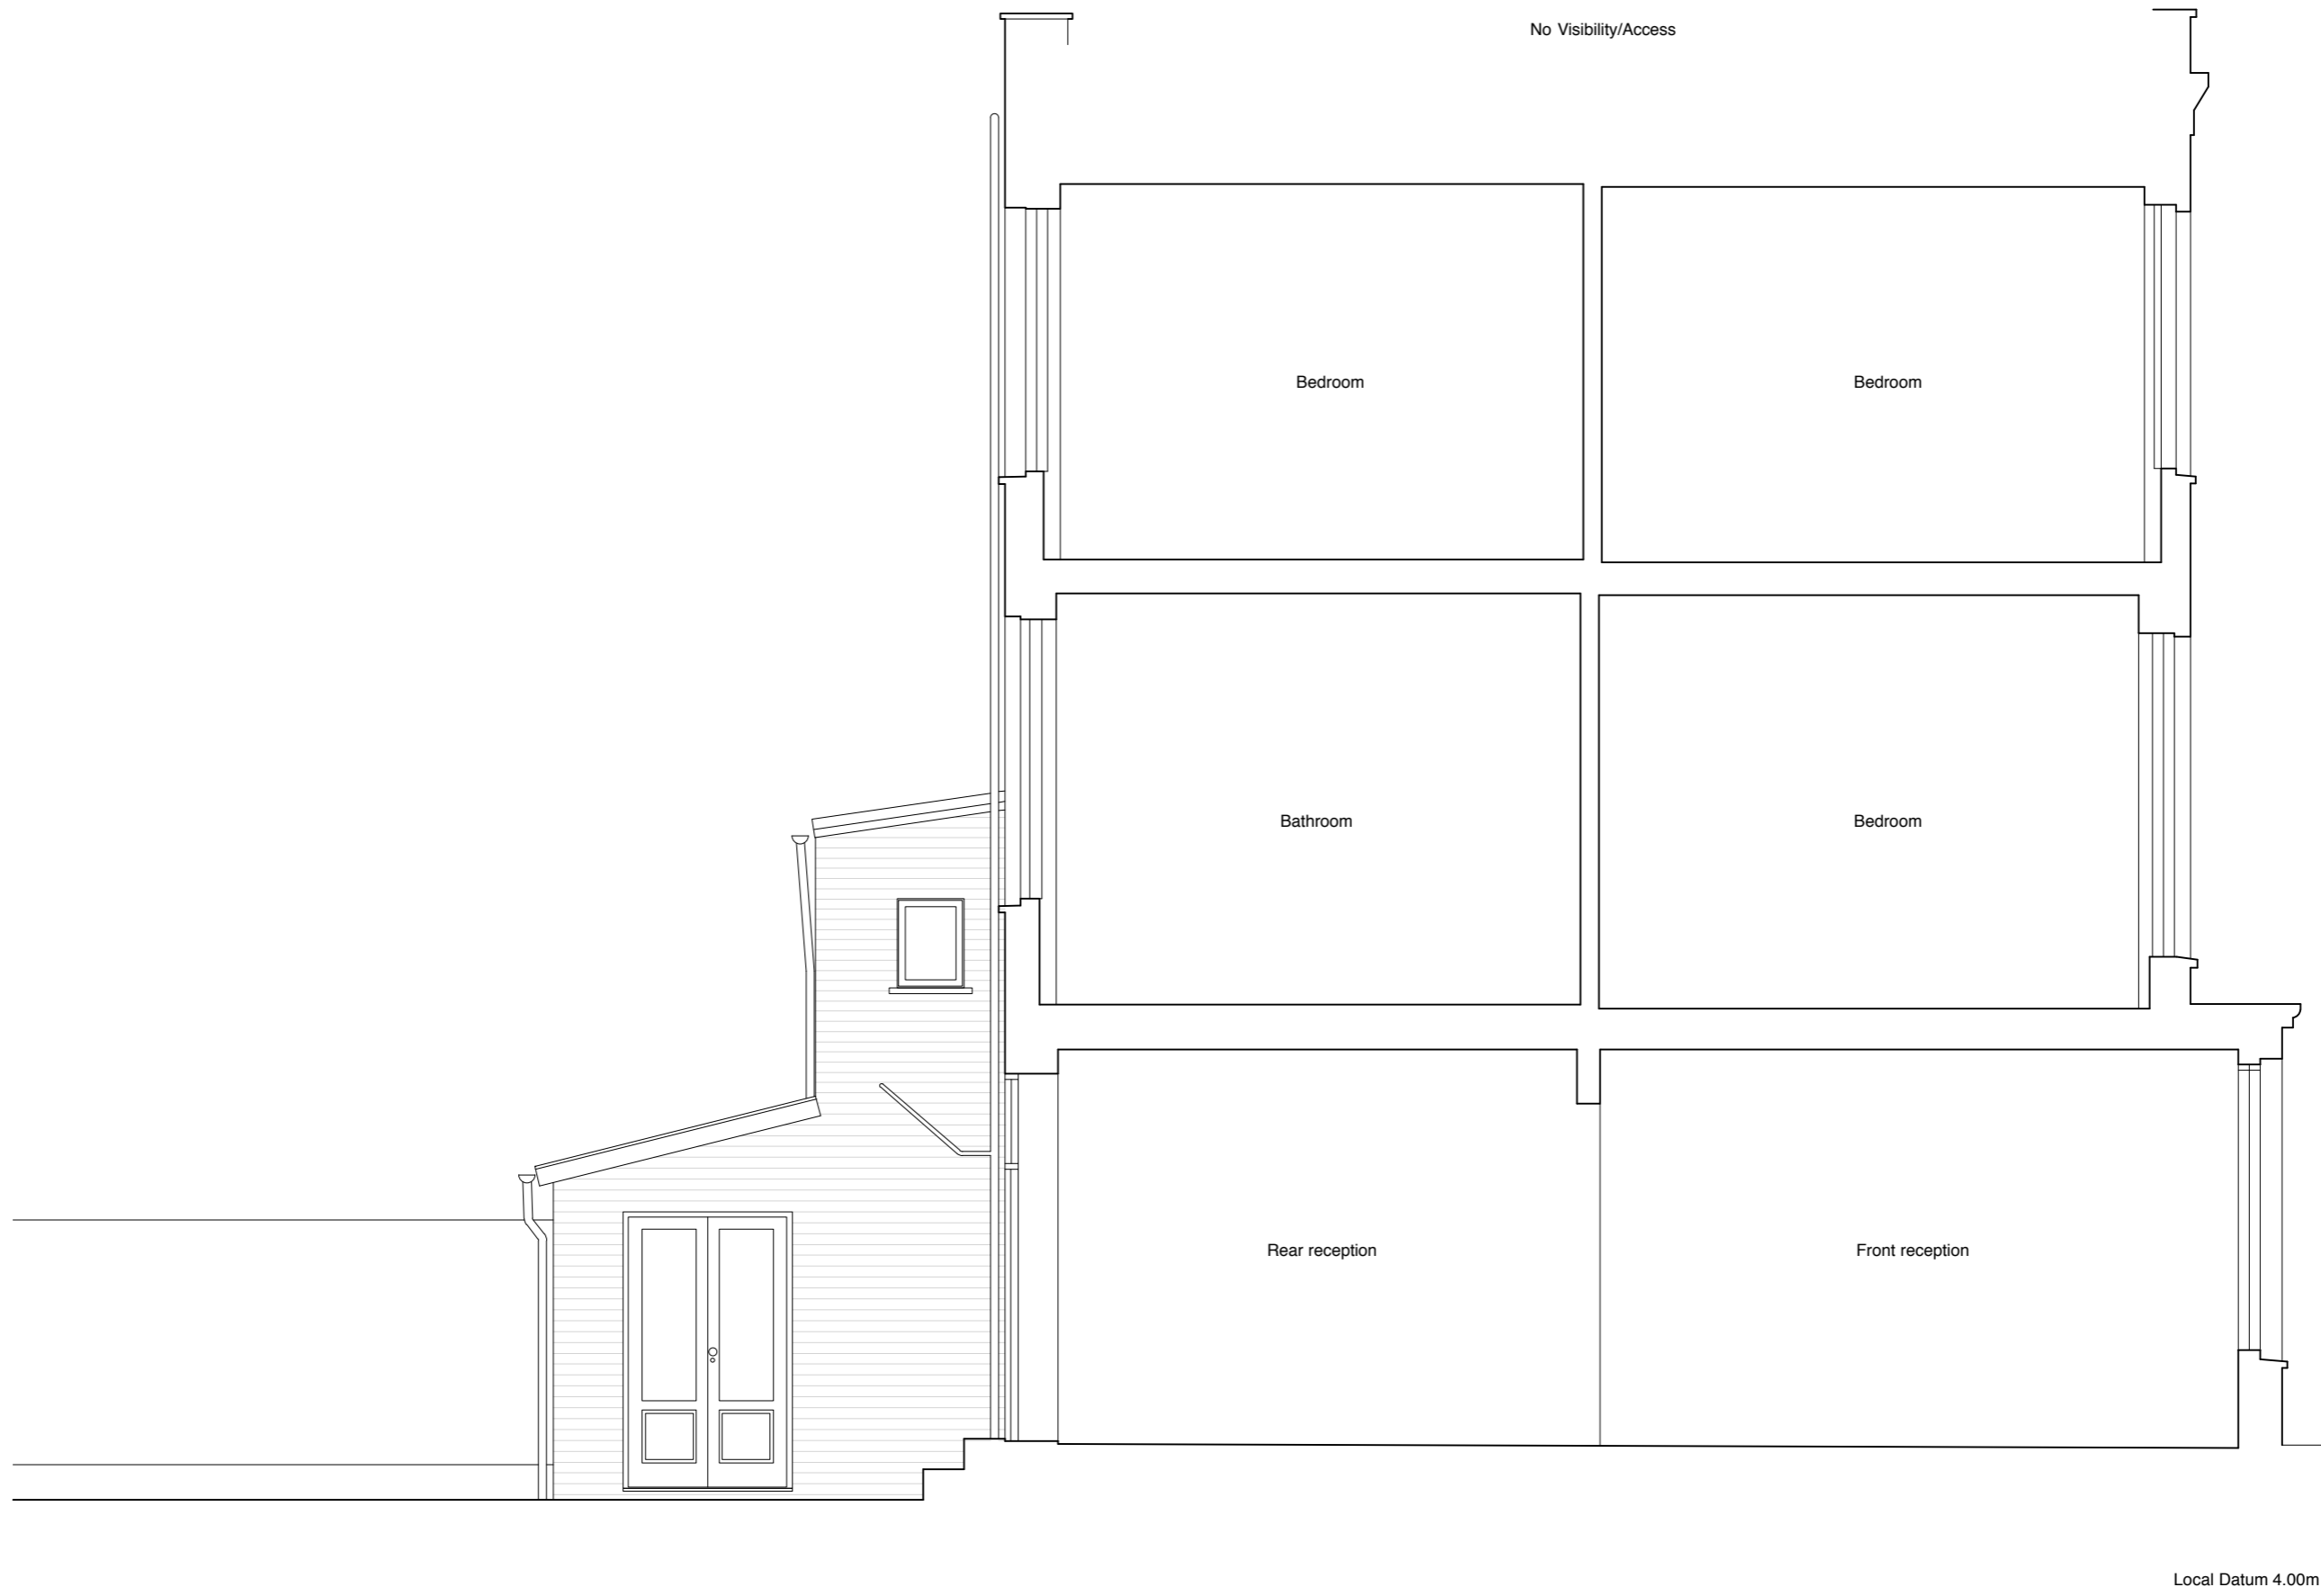 No Visibility/Access
Bedroom
Bedroom
Bathroom
Bedroom
Rear reception
Front reception
Local Datum 4.00m